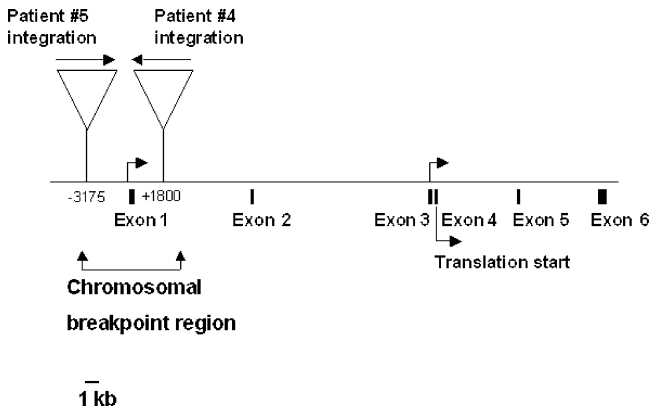 Patient #5
integration
Patient #4
integration
-3175
+1800
Exon 1
Exon 2
Exon 3
Exon 4
Exon 5
Exon 6
Translation start
Chromosomal
breakpoint region
1 kb